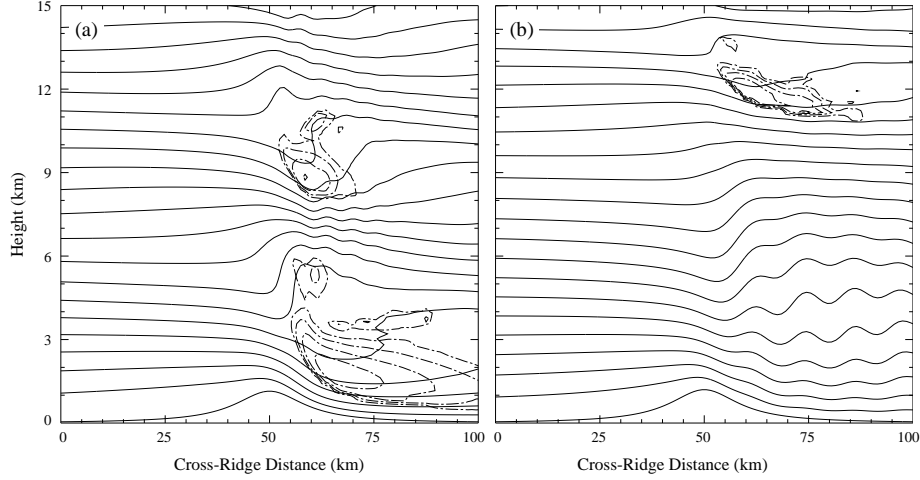 (a)
(b)
15
12
9
6
3
0
Height (km)
0 25 50 75 100
0 25 50 75 100
Cross-Ridge Distance (km)
Cross-Ridge Distance (km)